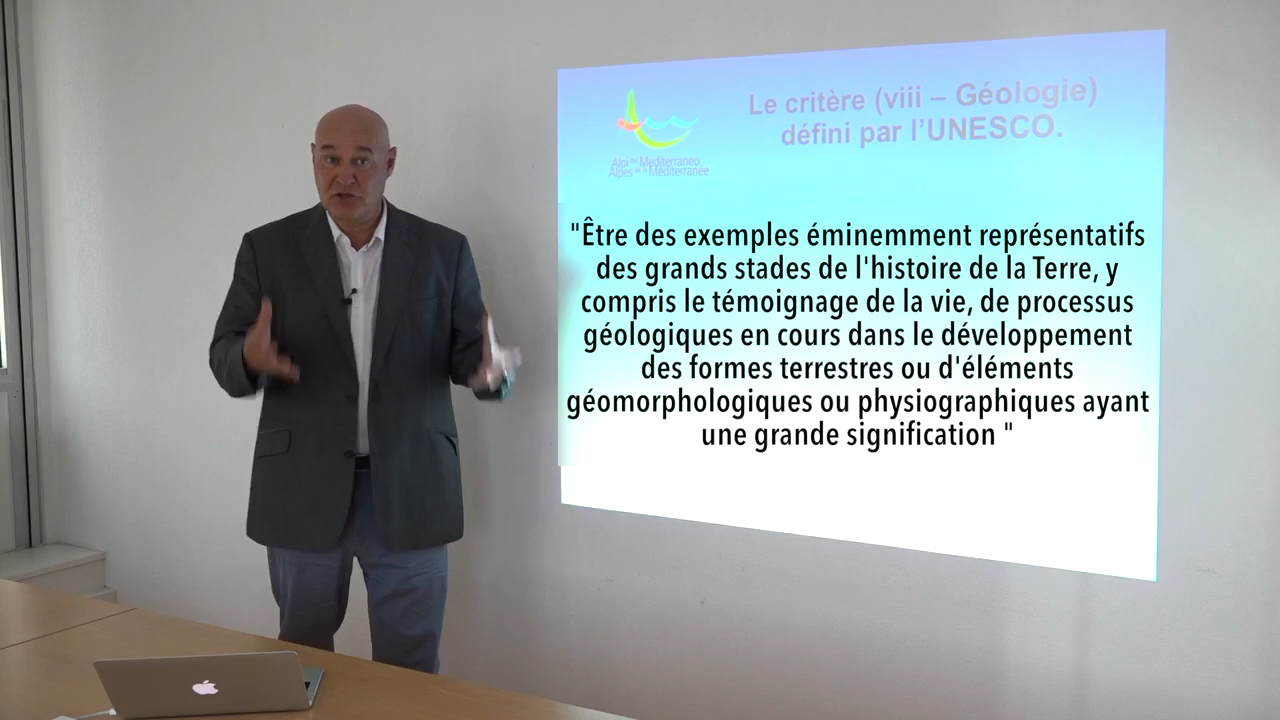 Le critère (viii – Géologie)
défini par l'UNESCO.
Alpi del Mediterraneo
Alpes de la Méditerranée
"Être des exemples éminemment représentatifs
des grands stades de l'histoire de la Terre, y
compris le témoignage de la vie, de processus
géologiques en cours dans le développement
des formes terrestres ou d'éléments
géomorphologiques ou physiographiques ayant
une grande signification "